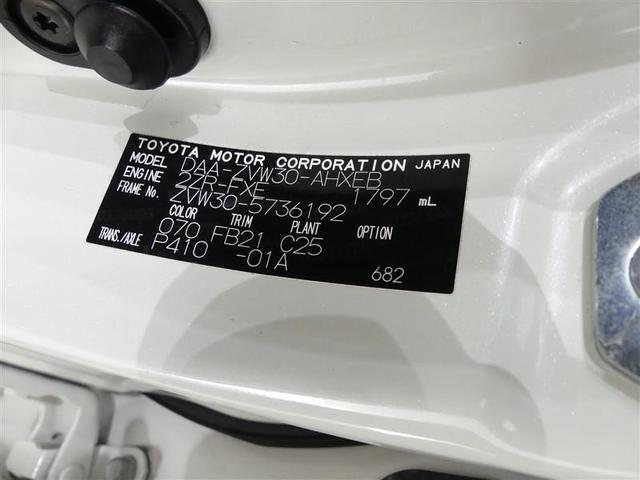 TOYOTA MOTOR CORPORATION JAPAN
MODEL DAA-ZVW30-AHXEB
ENGINE 2ZR-FXE 1797 mL
FRAME No. ZVW30-5736192
COLOR TRIM PLANT OPTION
070 FB21 C25
TRANS./AXLE P410 -01A
682